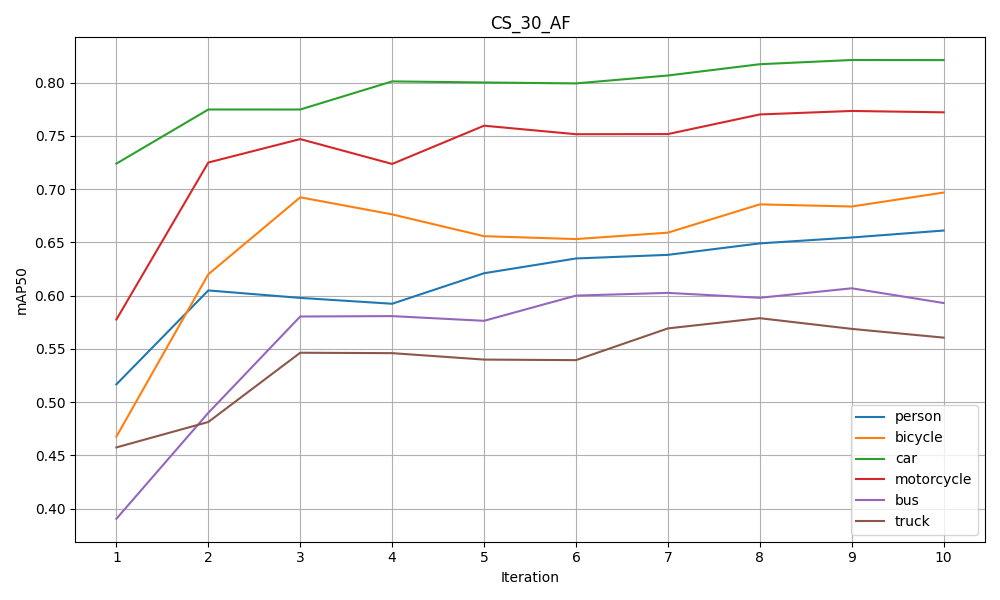 CS_30_AF
mAP50
0.80
0.75
0.70
0.65
0.60
0.55
0.50
0.45
0.40
person
bicycle
car
motorcycle
bus
truck
1 2 3 4 5 6 7 8 9 10
Iteration